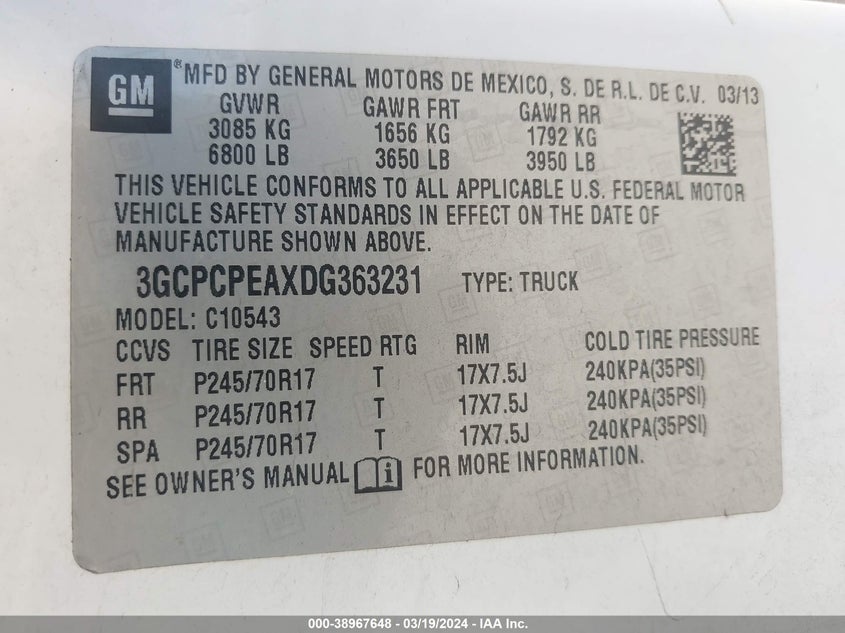 GM
®MFD BY GENERAL MOTORS DE MEXICO, S. DE R.L. DE C.V. 03/13
GVWR GAWR FRT GAWR RR
3085 KG 1656 KG 1792 KG
6800 LB 3650 LB 3950 LB
THIS VEHICLE CONFORMS TO ALL APPLICABLE U.S. FEDERAL MOTOR
VEHICLE SAFETY STANDARDS IN EFFECT ON THE DATE OF
MANUFACTURE SHOWN ABOVE.
3GCPCPEAXDG363231 TYPE: TRUCK
MODEL: C10543
CCVS TIRE SIZE SPEED RTG RIM COLD TIRE PRESSURE
FRT P245/70R17 T 17X7.5J 240KPA(35PSI)
RR P245/70R17 T 17X7.5J 240KPA(35PSI)
SPA P245/70R17 T 17X7.5J 240KPA(35PSI)
SEE OWNER'S MANUAL i FOR MORE INFORMATION.
000-38967648 - 03/19/2024 - IAA Inc.